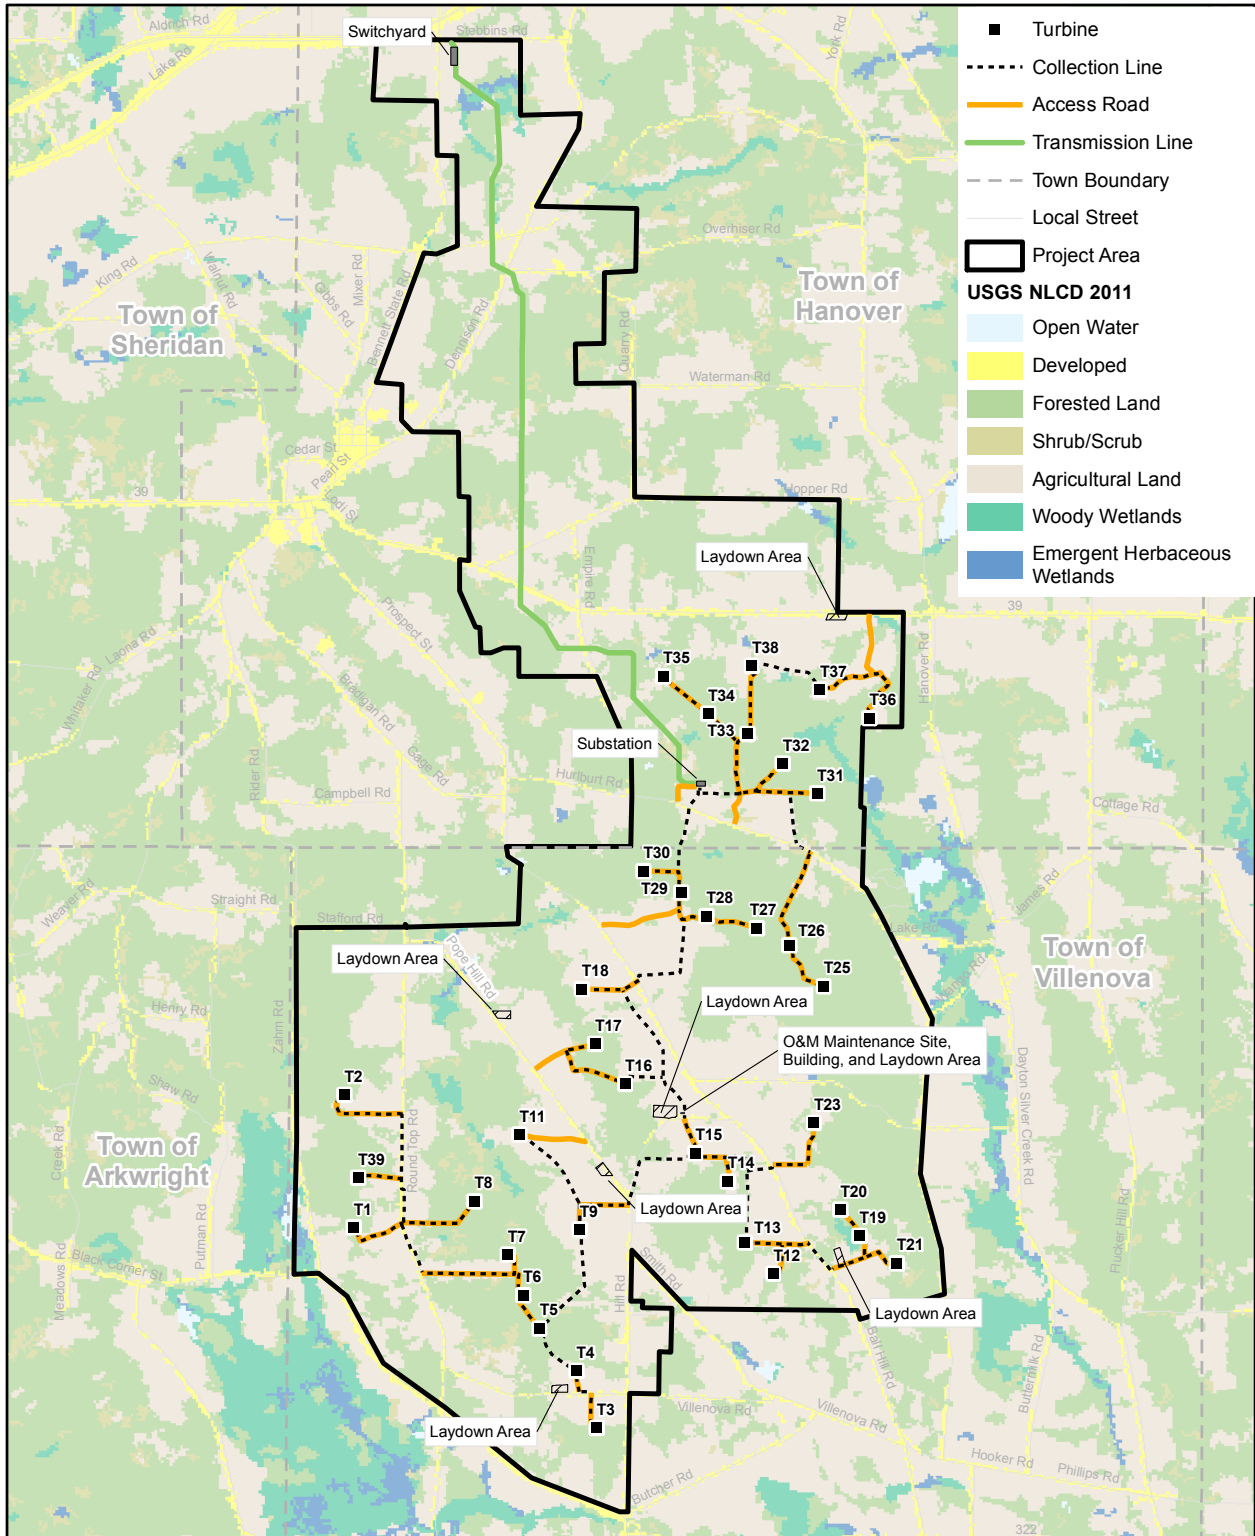 Aldrich Rd
Lake Rd
Switchyard
Stebbins Rd
York Rd
Turbine
Collection Line
Access Road
Transmission Line
Town Boundary
Local Street
Project Area
USGS NLCD 2011
Open Water
Developed
Forested Land
Shrub/Scrub
Agricultural Land
Woody Wetlands
Emergent Herbaceous
Wetlands
King Rd
Walnut Rd
Gibbs Rd
Mixer Rd
Bennett State Rd
Dennison Rd
Overhiser Rd
Quarry Rd
Town of
Sheridan
Town of
Hanover
Waterman Rd
Cedar St
Pearl St
Lodi St
39
Hopper Rd
Empire Rd
Laydown Area
39
Hanover Rd
Laona Rd
Whitaker Rd
Prospect St
Bradigan Rd
Gage Rd
Rider Rd
Campbell Rd
Hurlburt Rd
Substation
T35
T38
T37
T34
T36
T33
T32
T31
Cottage Rd
T30
T29
T28
T27
T26
T25
James Rd
Lake Rd
Weaver Rd
Straight Rd
Stafford Rd
Pope Hill Rd
Laydown Area
T18
Laydown Area
O&M Maintenance Site,
Building, and Laydown Area
Town of
Villenova
Henry Rd
Zahm Rd
T17
T16
T2
Shaw Rd
Dayton Silver Creek Rd
T11
T23
T15
T14
Town of
Arkwright
Creek Rd
T39
Round Top Rd
T8
Laydown Area
T20
T19
T1
T9
Putman Rd
Flucker Hill Rd
T7
T13
T21
Black Corner St
Meadows Rd
T6
Smith Rd
T12
Hill Rd
T5
Laydown Area
Ball Hill Rd
T4
Buttermilk Rd
Villenova Rd
Villenova Rd
T3
Laydown Area
Hooker Rd
Phillips Rd
Butcher Rd
322